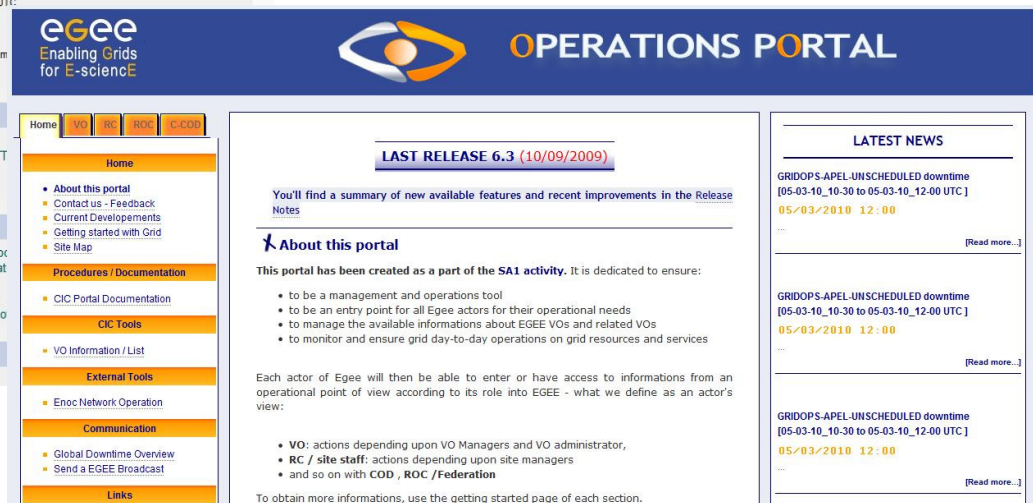 egee
Enabling Grids
for E-sciencE
OPERATIONS PORTAL
Home VO RC ROC C-COD
Home
About this portal
Contact us - Feedback
Current Developements
Getting started with Grid
Site Map
Procedures / Documentation
CIC Portal Documentation
CIC Tools
VO Information / List
External Tools
Enoc Network Operation
Communication
Global Downtime Overview
Send a EGEE Broadcast
Links
LAST RELEASE 6.3 (10/09/2009)
You'll find a summary of new available features and recent improvements in the Release
Notes
About this portal
This portal has been created as a part of the SA1 activity. It is dedicated to ensure:
• to be a management and operations tool
• to be an entry point for all Egee actors for their operational needs
• to manage the available informations about EGEE VOs and related VOs
• to monitor and ensure grid day-to-day operations on grid resources and services
Each actor of Egee will then be able to enter or have access to informations from an
operational point of view according to its role into EGEE - what we define as an actor's
view:
• VO: actions depending upon VO Managers and VO administrator,
• RC / site staff: actions depending upon site managers
• and so on with COD , ROC /Federation
To obtain more informations, use the getting started page of each section.
LATEST NEWS
GRIDOPS-APEL-UNSCHEDULED downtime
[05-03-10_10-30 to 05-03-10_12-00 UTC ]
05/03/2010 12:00
...
[Read more...]
GRIDOPS-APEL-UNSCHEDULED downtime
[05-03-10_10-30 to 05-03-10_12-00 UTC ]
05/03/2010 12:00
...
[Read more...]
GRIDOPS-APEL-UNSCHEDULED downtime
[05-03-10_10-30 to 05-03-10_12-00 UTC ]
05/03/2010 12:00
...
[Read more...]